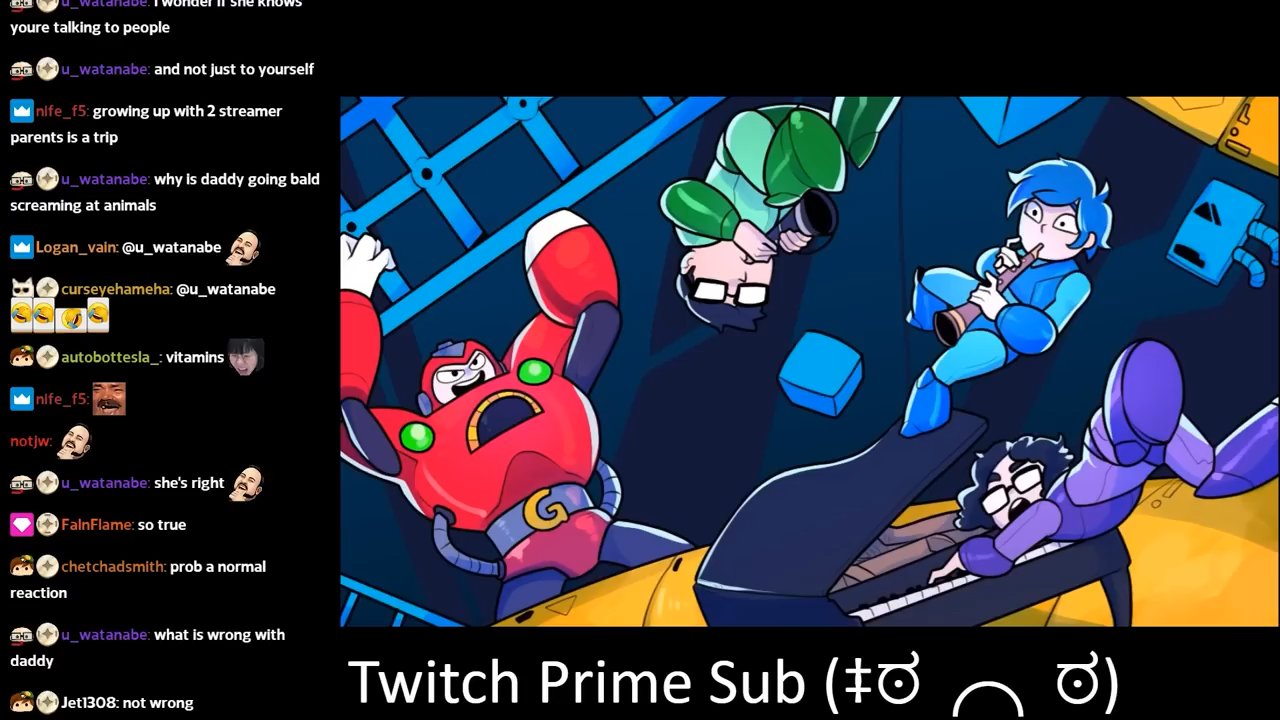 u_watanabe: I wonder if she knows
youre talking to people
u_watanabe: and not just to yourself
nlfe_f5: growing up with 2 streamer
parents is a trip
u_watanabe: why is daddy going bald
screaming at animals
Logan_vain: @u_watanabe
curseyehameha: @u_watanabe
autobottesla_: vitamins
nlfe_f5:
notjw:
u_watanabe: she's right
FalnFlame: so true
chetchadsmith: prob a normal
reaction
u_watanabe: what is wrong with
daddy
Jet1308: not wrong
G
Twitch Prime Sub (‡ಠ ╭╮ ಠ)